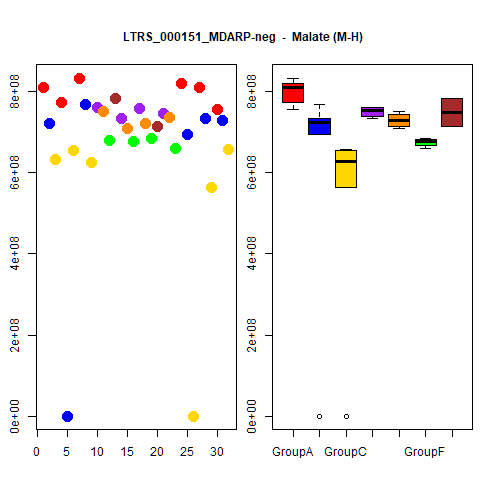 LTRS_000151_MDARP-neg - Malate (M-H)
8e+08
6e+08
4e+08
2e+08
0e+00
0 5 10 15 20 25 30
8e+08
6e+08
4e+08
2e+08
0e+00
GroupA GroupC GroupF